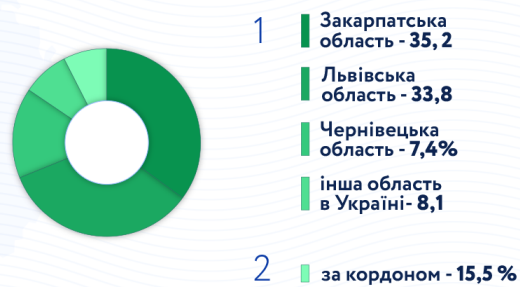 1
Закарпатська
область - 35, 2
Львівська
область - 33,8
Чернівецька
область - 7,4%
інша область
в Україні- 8,1
2
за кордоном - 15,5 %